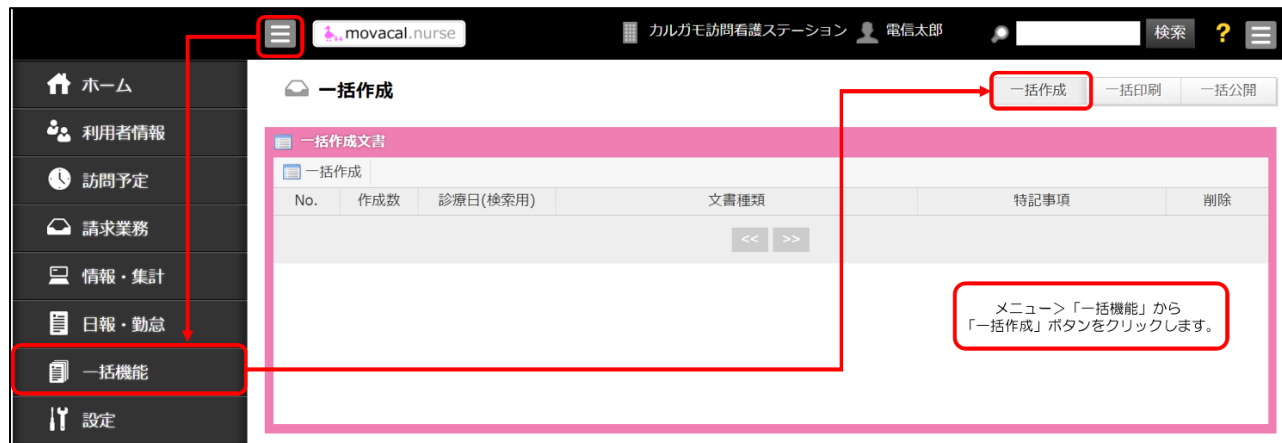 movacal.nurse
カルガモ訪問看護ステーション
電信太郎
検索
?
ホーム
利用者情報
訪問予定
請求業務
情報・集計
日報・勤怠
一括機能
設定
一括作成
一括作成
一括印刷
一括公開
一括作成文書
一括作成
No. 作成数 診療日(検索用) 文書種類 特記事項 削除
<< >>
メニュー＞「一括機能」から
「一括作成」ボタンをクリックします。